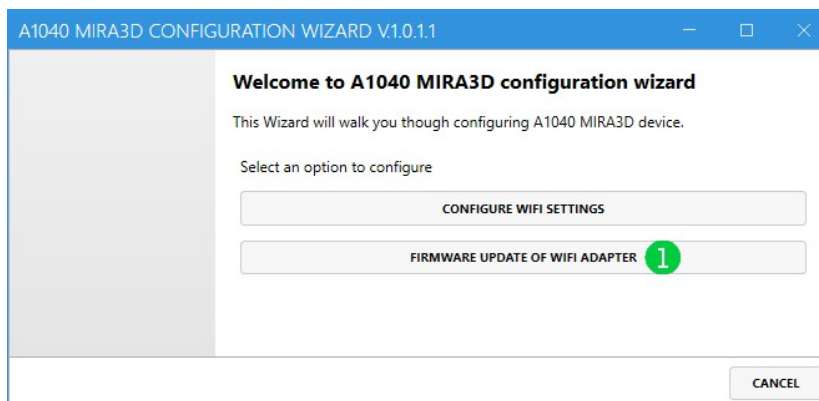 A1040 MIRA3D CONFIGURATION WIZARD V.1.0.1.1
Welcome to A1040 MIRA3D configuration wizard
This Wizard will walk you though configuring A1040 MIRA3D device.
Select an option to configure
CONFIGURE WIFI SETTINGS
FIRMWARE UPDATE OF WIFI ADAPTER 1
CANCEL